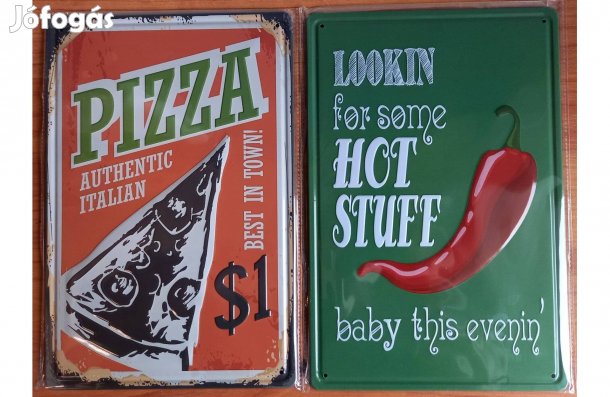 Jófogás
PIZZA
AUTHENTIC
ITALIAN
BEST IN TOWN!
$1
LOOKIN
for some
HOT
STUFF
baby this evenin'